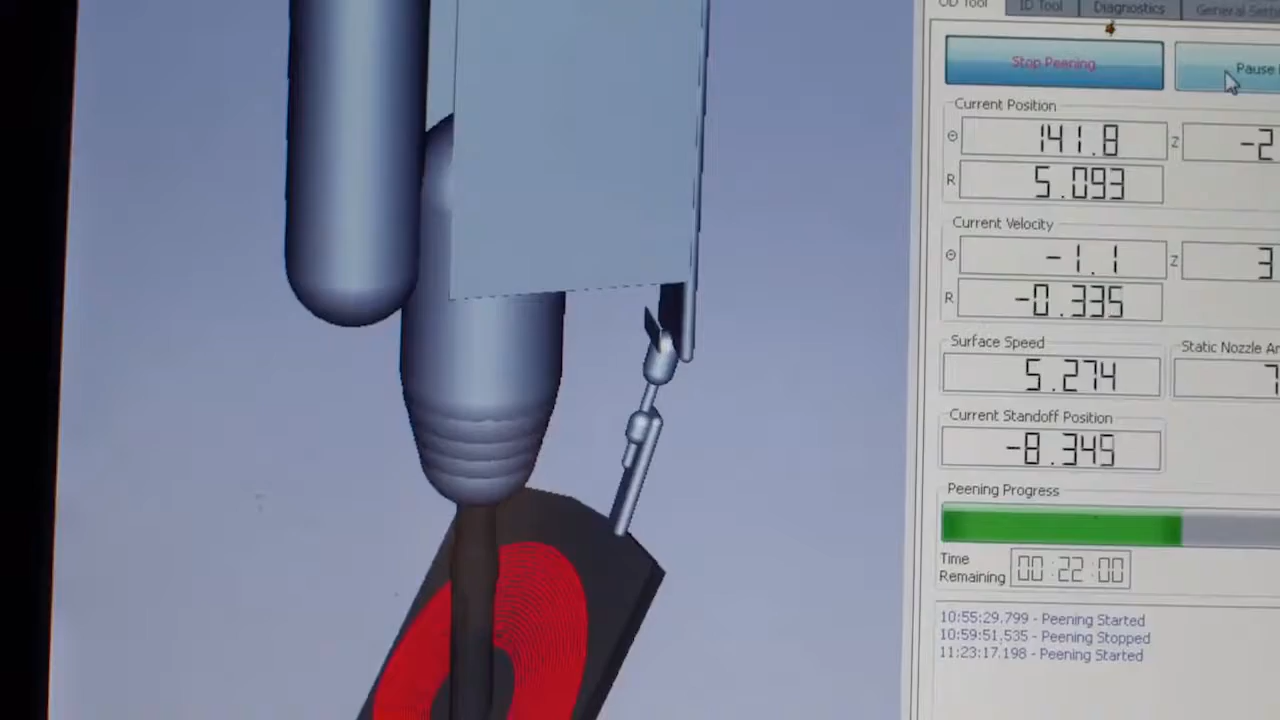 OD Tool ID Tool Diagnostics General
Stop Peening Pause
Current Position
Θ 141.8 Z -2
R 5.093
Current Velocity
Θ -1.1 Z 3
R -0.335
Surface Speed Static Nozzle
5.274 7
Current Standoff Position
-8.345
Peening Progress
Time
Remaining 00:22:00
10:55:29.799 - Peening Started
10:59:51.535 - Peening Stopped
11:23:17.198 - Peening Started